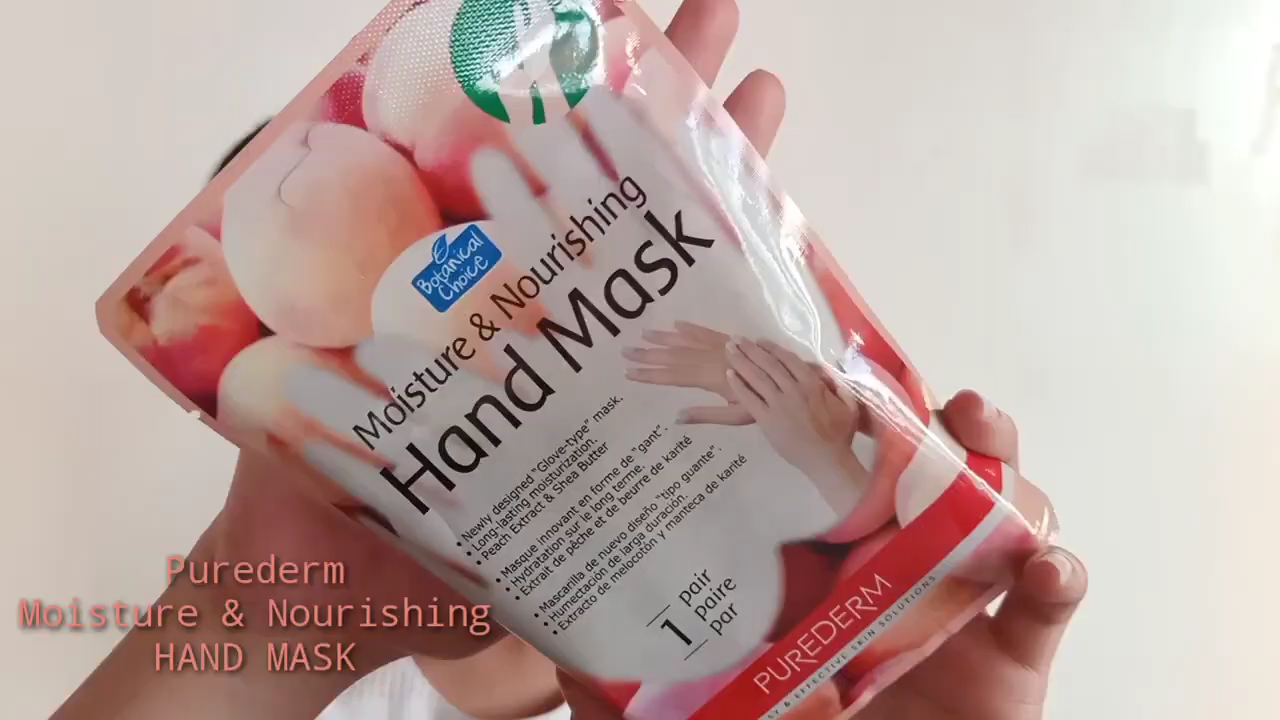 Botanical
Choice
Moisture & Nourishing
Hand Mask
• Newly designed "Glove-type" mask.
• Long-lasting moisturization.
• Peach Extract & Shea Butter
• Masque innovant en forme de "gant".
• Hydratation sur le long terme.
• Extrait de pêche et de beurre de karité
• Mascarilla de nuevo diseño "tipo guante".
• Humectación de larga duración.
• Extracto de melocotón y manteca de karité
1 pair
paire
par
PUREDERM
& EFFECTIVE SKIN SOLUTIONS
Purederm
Moisture & Nourishing
HAND MASK